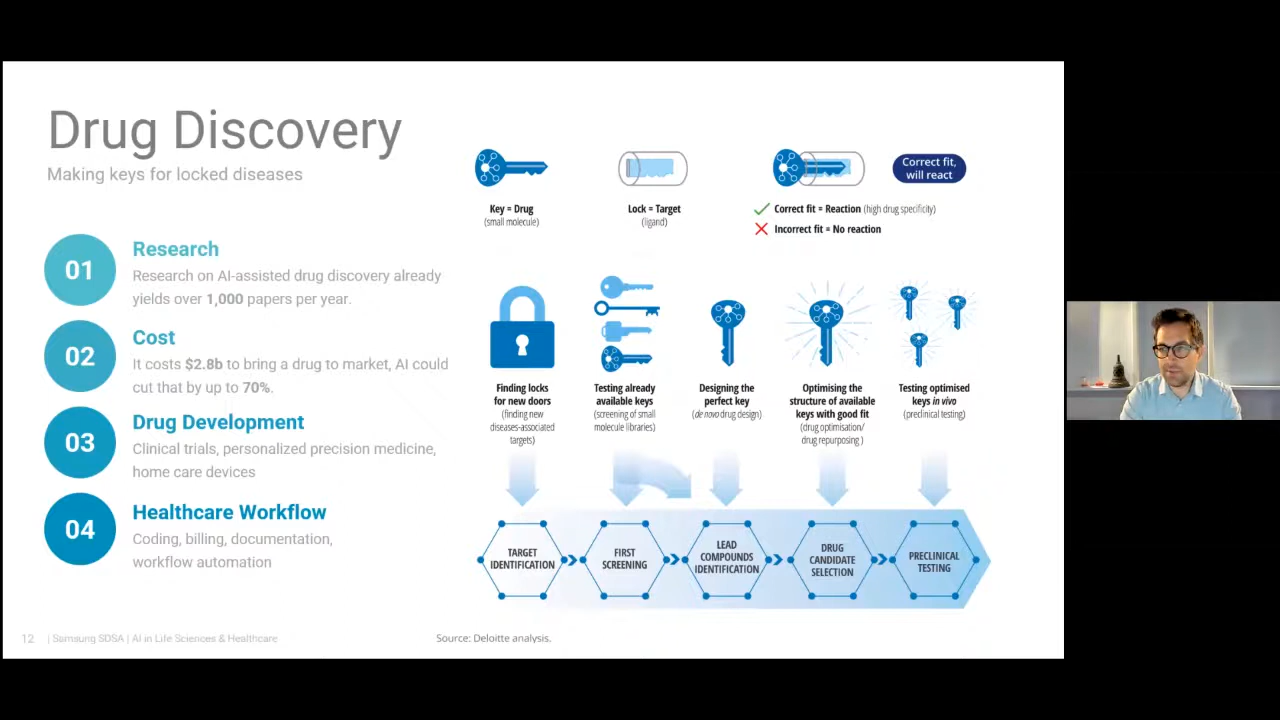 Drug Discovery
Making keys for locked diseases
01
Research
Research on AI-assisted drug discovery already
yields over 1,000 papers per year.
02
Cost
It costs $2.8b to bring a drug to market, AI could
cut that by up to 70%.
03
Drug Development
Clinical trials, personalized precision medicine,
home care devices
04
Healthcare Workflow
Coding, billing, documentation,
workflow automation
Key = Drug
(small molecule)
Lock = Target
(ligand)
Correct fit,
will react
Correct fit = Reaction (high drug specificity)
Incorrect fit = No reaction
Finding locks
for new doors
(finding new
diseases-associated
targets)
Testing already
available keys
(screening of small
molecule libraries)
Designing the
perfect key
(de novo drug design)
Optimising the
structure of available
keys with good fit
(drug optimisation/
drug repurposing )
Testing optimised
keys in vivo
(preclinical testing)
TARGET
IDENTIFICATION
FIRST
SCREENING
LEAD
COMPOUNDS
IDENTIFICATION
DRUG
CANDIDATE
SELECTION
PRECLINICAL
TESTING
12 | Samsung SDSA | AI in Life Sciences & Healthcare
Source: Deloitte analysis.